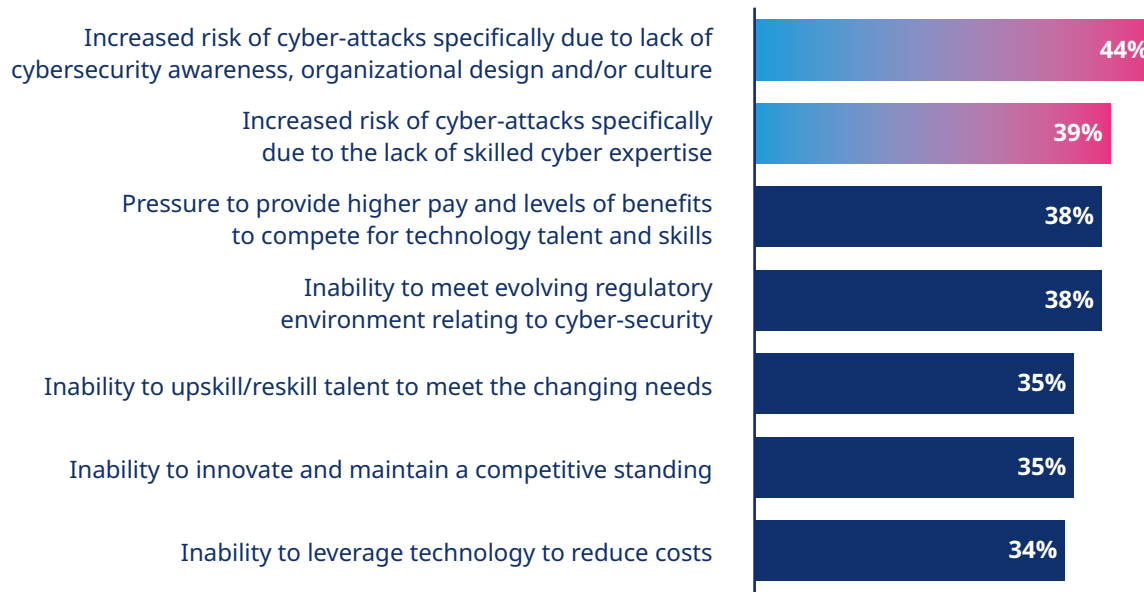 Increased risk of cyber-attacks specifically due to lack of
cybersecurity awareness, organizational design and/or culture
44%
Increased risk of cyber-attacks specifically
due to the lack of skilled cyber expertise
39%
Pressure to provide higher pay and levels of benefits
to compete for technology talent and skills
38%
Inability to meet evolving regulatory
environment relating to cyber-security
38%
Inability to upskill/reskill talent to meet the changing needs
35%
Inability to innovate and maintain a competitive standing
35%
Inability to leverage technology to reduce costs
34%